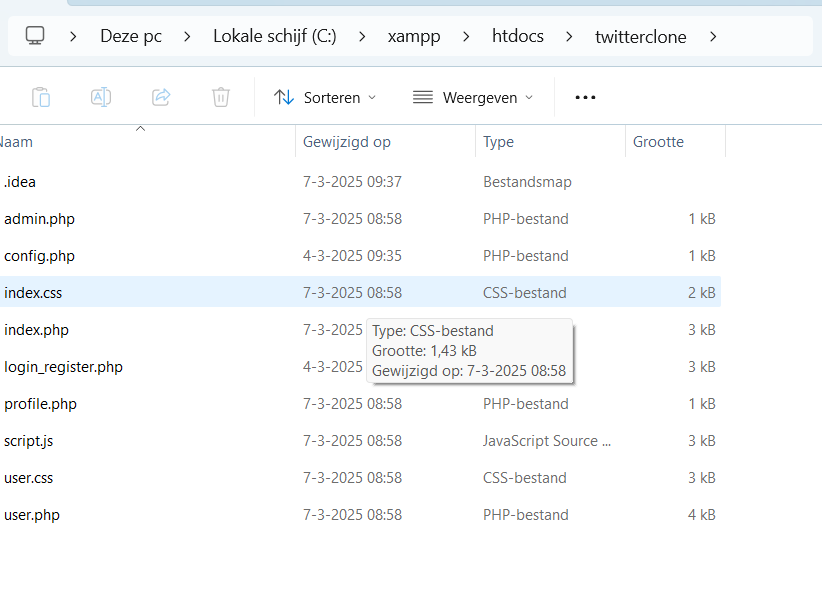 Deze pc > Lokale schijf (C:) > xampp > htdocs > twitterclone >
Sorteren Weergeven ...
Naam Gewijzigd op Type Grootte
.idea 7-3-2025 09:37 Bestandsmap
admin.php 7-3-2025 08:58 PHP-bestand 1 kB
config.php 4-3-2025 09:35 PHP-bestand 1 kB
index.css 7-3-2025 08:58 CSS-bestand 2 kB
index.php 7-3-2025 3 kB
Type: CSS-bestand
Grootte: 1,43 kB
Gewijzigd op: 7-3-2025 08:58
login_register.php 4-3-2025 3 kB
profile.php 7-3-2025 08:58 PHP-bestand 1 kB
script.js 7-3-2025 08:58 JavaScript Source ... 3 kB
user.css 7-3-2025 08:58 CSS-bestand 3 kB
user.php 7-3-2025 08:58 PHP-bestand 4 kB